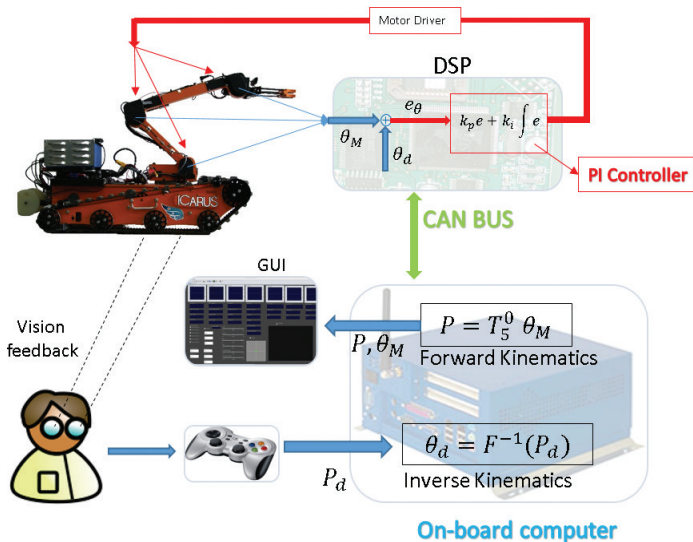 Motor Driver
DSP
e_θ
k_p e + k_i ∫ e
θ_M
θ_d
PI Controller
ICARUS
CAN BUS
GUI
P = T_5^0 θ_M
P, θ_M
Forward Kinematics
Vision
feedback
θ_d = F^{-1}(P_d)
P_d
Inverse Kinematics
On-board computer